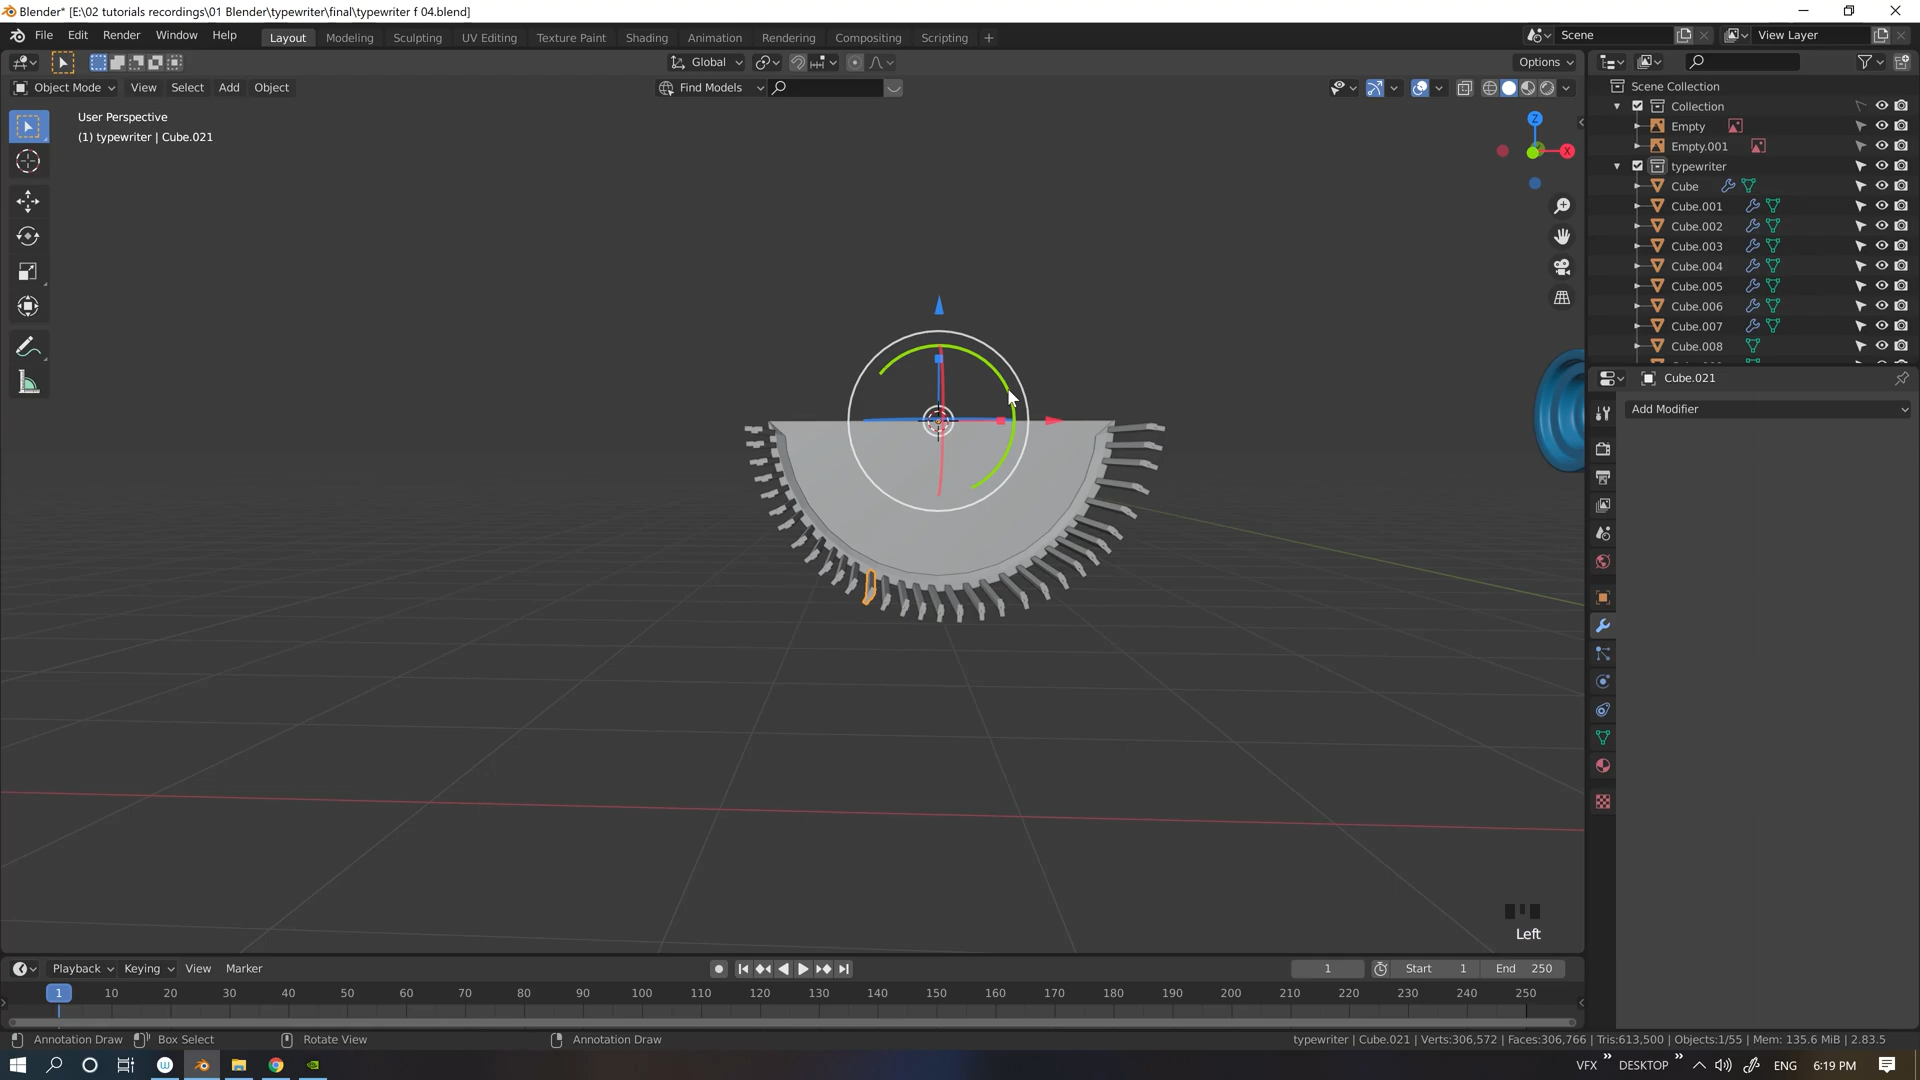 Blender* [E:\02 tutorials recordings\01 Blender\typewriter\final\typewriter f 04.blend]
File Edit Render Window Help Layout Modeling Sculpting UV Editing Texture Paint Shading Animation Rendering Compositing Scripting + Scene View Layer
Global Options
Object Mode View Select Add Object Find Models
User Perspective
(1) typewriter | Cube.021
Z
X
Scene Collection
Collection
Empty
Empty.001
typewriter
Cube
Cube.001
Cube.002
Cube.003
Cube.004
Cube.005
Cube.006
Cube.007
Cube.008
Cube.021
Add Modifier
Left
Playback Keying View Marker 1 Start 1 End 250
1 10 20 30 40 50 60 70 80 90 100 110 120 130 140 150 160 170 180 190 200 210 220 230 240 250
Annotation Draw Box Select Rotate View Annotation Draw typewriter | Cube.021 | Verts:306,572 | Faces:306,766 | Tris:613,500 | Objects:1/55 | Mem: 135.6 MiB | 2.83.5
VFX » DESKTOP » ENG 6:19 PM